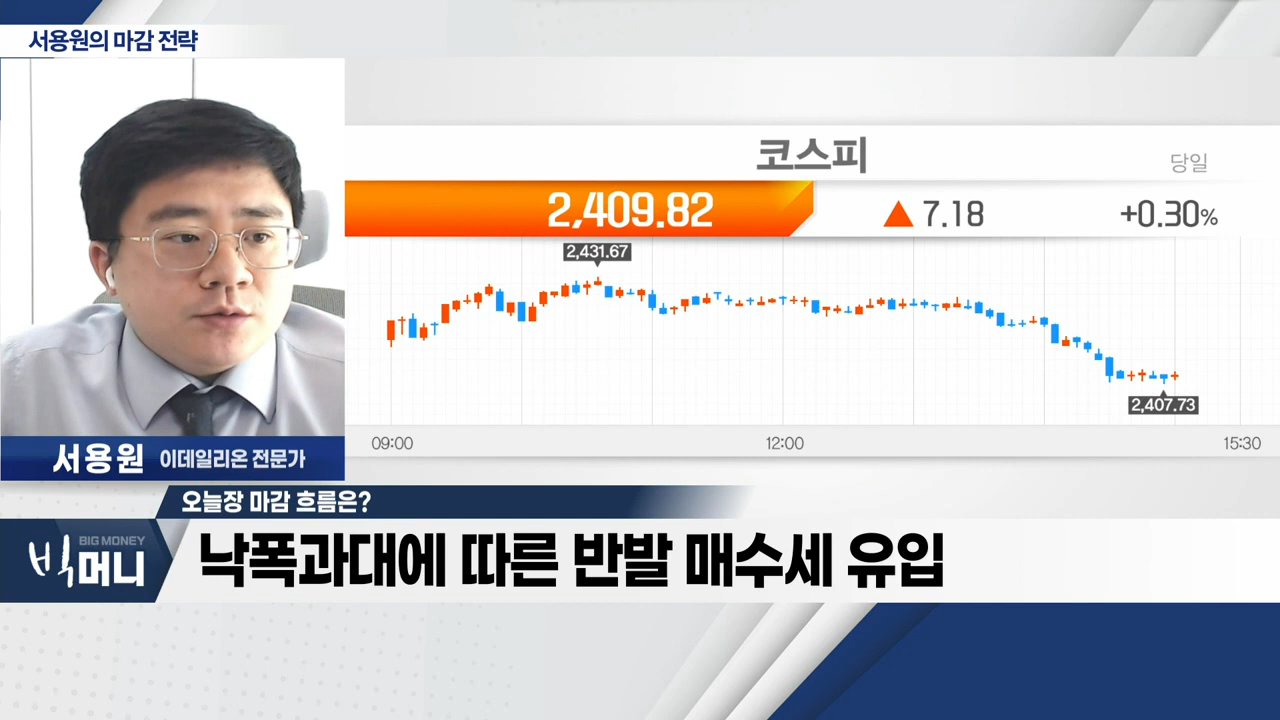 서용원의 마감 전략
코스피
당일
2,409.82
▲ 7.18
+0.30%
2,431.67
2,407.73
09:00
12:00
15:30
서용원 이데일리온 전문가
오늘장 마감 흐름은?
BIG MONEY
빅머니
낙폭과대에 따른 반발 매수세 유입